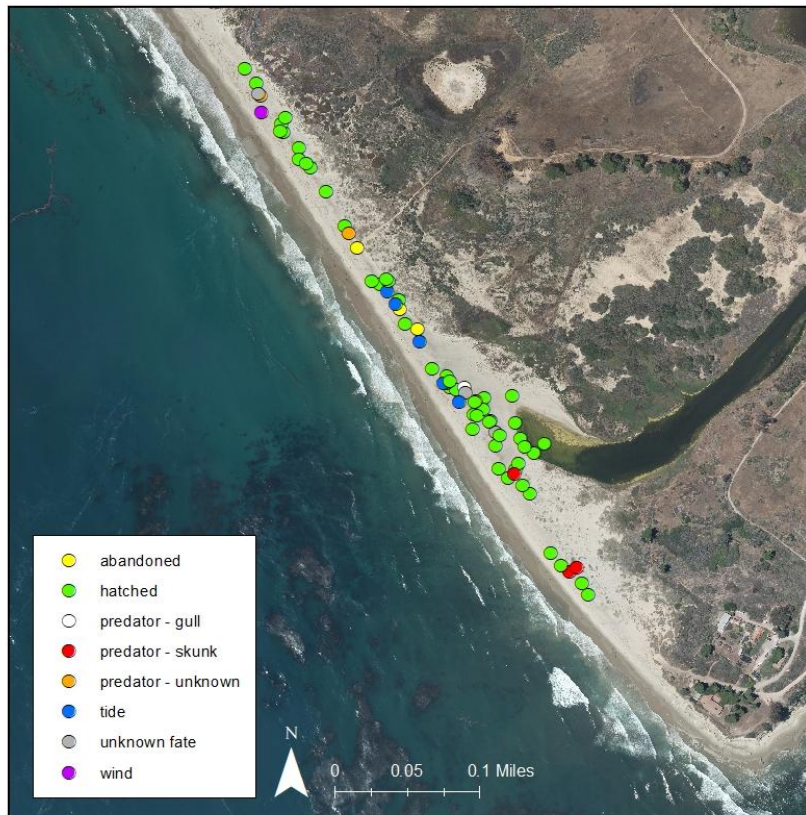 abandoned
hatched
predator - gull
predator - skunk
predator - unknown
tide
unknown fate
wind
N
0 0.05 0.1 Miles